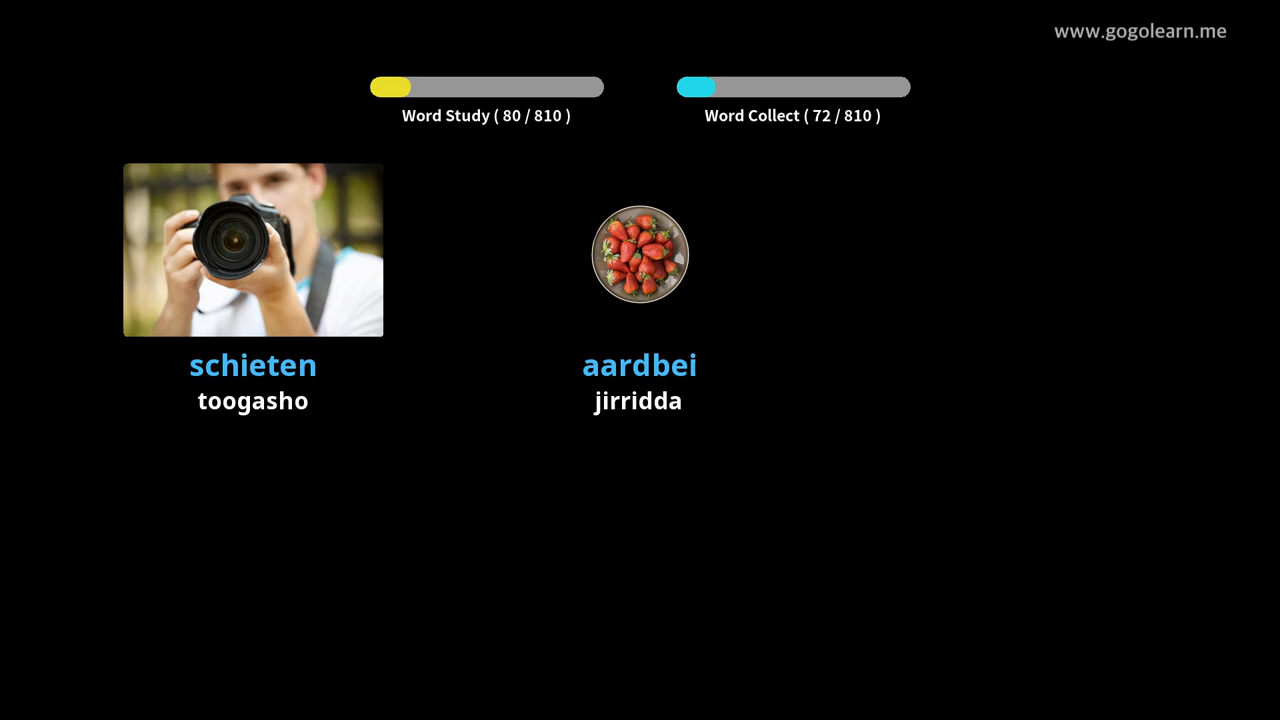 www.gogolearn.me
Word Study ( 80 / 810 )
Word Collect ( 72 / 810 )
schieten
toogasho
aardbei
jirridda